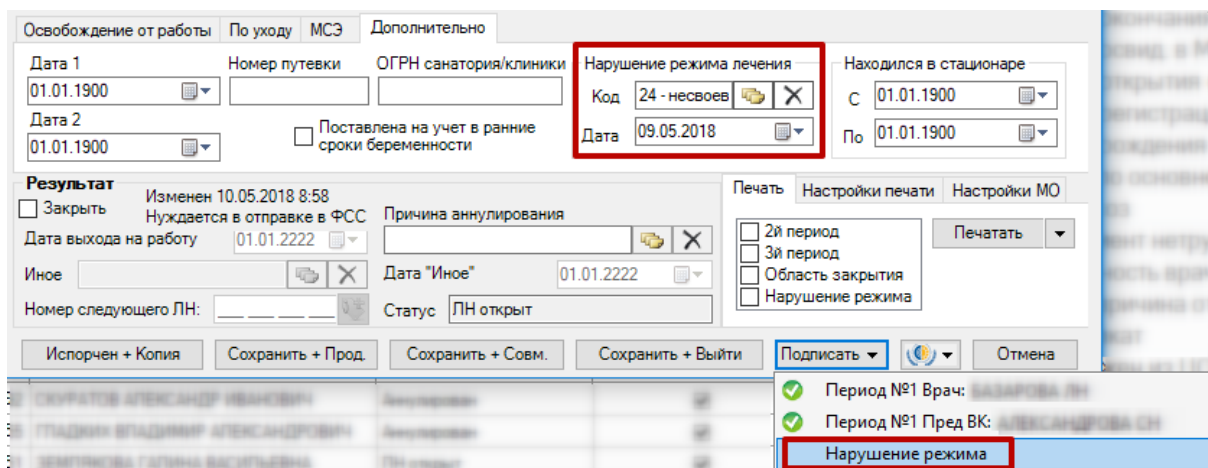 Освобождение от работы По уходу МСЭ Дополнительно
Дата 1 Номер путевки ОГРН санатория/клиники Нарушение режима лечения Находился в стационаре
01.01.1900 Код 24 - несвоев С 01.01.1900
Дата 2 Поставлена на учет в ранние сроки беременности Дата 09.05.2018 По 01.01.1900
01.01.1900
Результат Изменен 10.05.2018 8:58
Закрыть Нуждается в отправке в ФСС Причина аннулирования
Дата выхода на работу 01.01.2222
Иное Дата "Иное" 01.01.2222
Номер следующего ЛН: ___ ___ ___ ___ Статус ЛН открыт
Печать Настройки печати Настройки МО
2й период Печатать
3й период
Область закрытия
Нарушение режима
Испорчен + Копия Сохранить + Прод. Сохранить + Совм. Сохранить + Выйти Подписать Отмена
Период №1 Врач:
Период №1 Пред ВК:
Нарушение режима